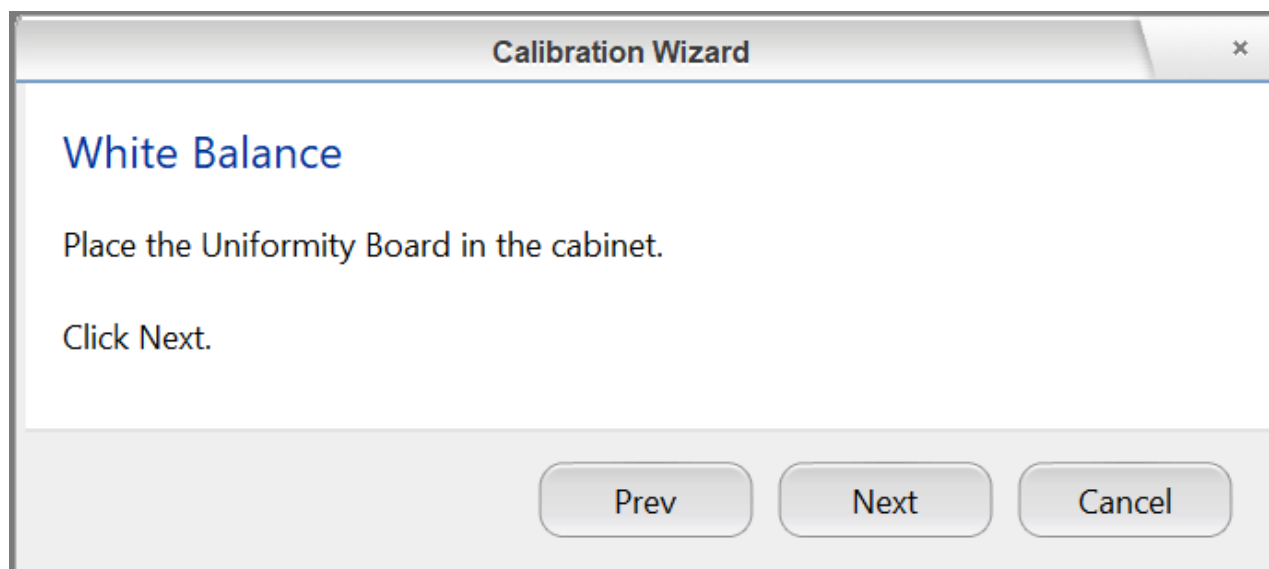 Calibration Wizard ×
White Balance
Place the Uniformity Board in the cabinet.
Click Next.
Prev Next Cancel